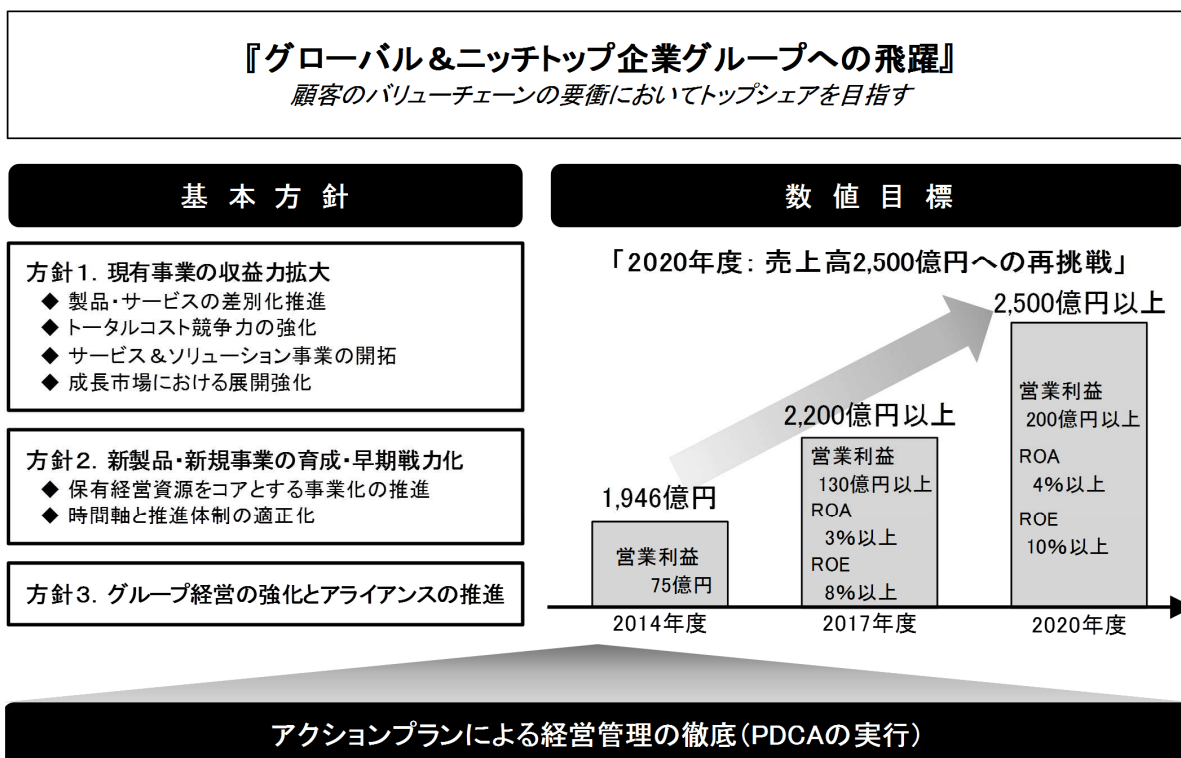 『グローバル＆ニッチトップ企業グループへの飛躍』
顧客のバリューチェーンの要衝においてトップシェアを目指す
基本方針
方針１．現有事業の収益力拡大
◆ 製品・サービスの差別化推進
◆ トータルコスト競争力の強化
◆ サービス＆ソリューション事業の開拓
◆ 成長市場における展開強化
方針２．新製品・新規事業の育成・早期戦力化
◆ 保有経営資源をコアとする事業化の推進
◆ 時間軸と推進体制の適正化
方針３．グループ経営の強化とアライアンスの推進
数値目標
「2020年度：売上高2,500億円への再挑戦」
1,946億円
営業利益
75億円
2014年度
2,200億円以上
営業利益
130億円以上
ROA
3%以上
ROE
8%以上
2017年度
2,500億円以上
営業利益
200億円以上
ROA
4%以上
ROE
10%以上
2020年度
アクションプランによる経営管理の徹底（PDCAの実行）